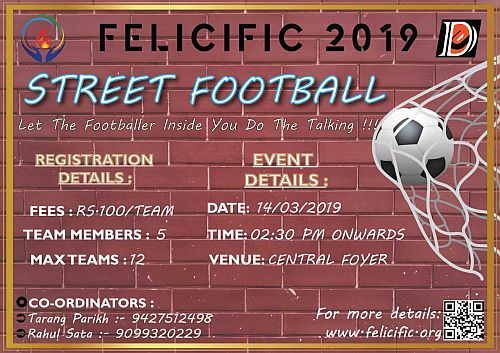 FELICIFIC 2019
STREET FOOTBALL
Let The Footballer Inside You Do The Talking !!!
REGISTRATION
DETAILS :
FEES : RS.100/TEAM
TEAM MEMBERS : 5
MAX TEAMS : 12
EVENT
DETAILS :
DATE: 14/03/2019
TIME: 02:30 PM ONWARDS
VENUE: CENTRAL FOYER
CO-ORDINATORS :
Tarang Parikh :- 9427512498
Rahul Sata :- 9099320229
For more details:
www.felicific.org